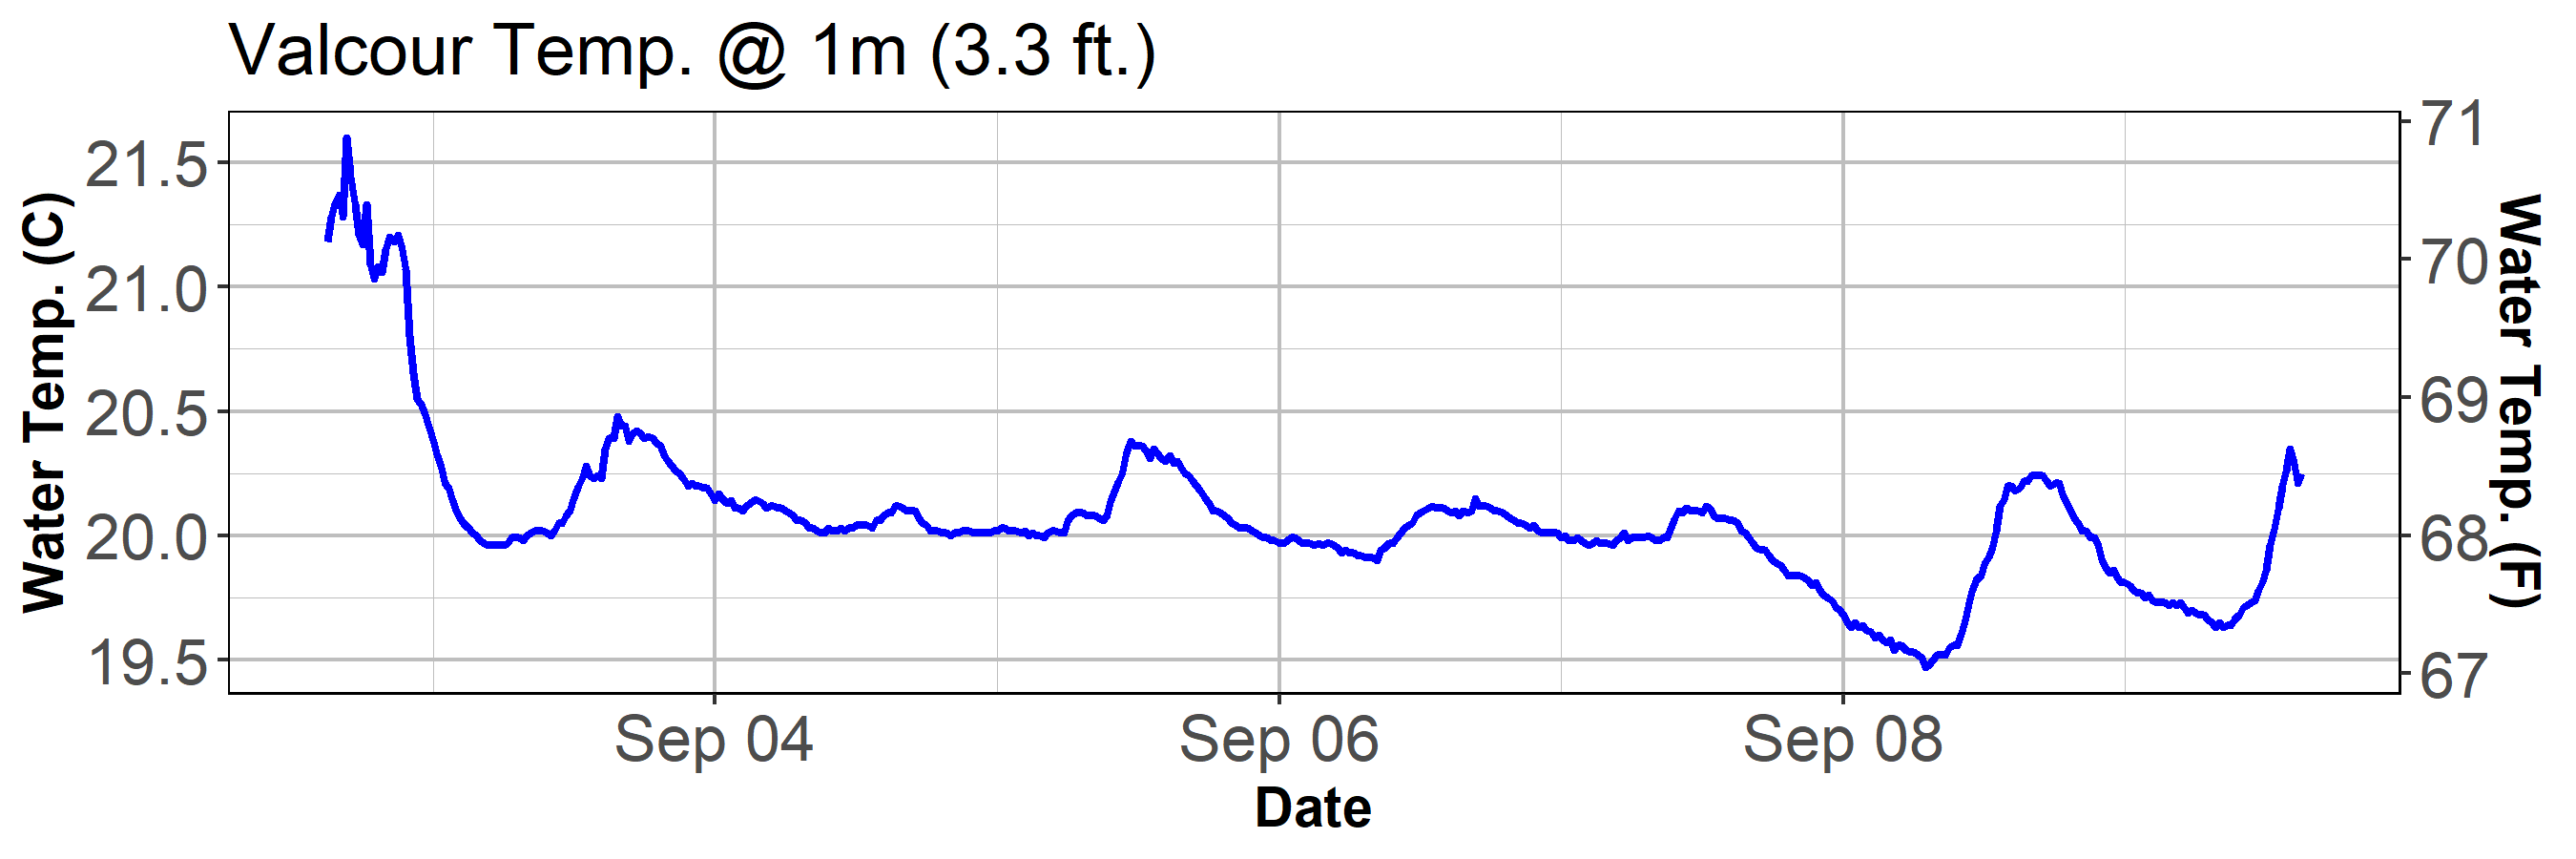 Valcour Temp. @ 1m (3.3 ft.)
Water Temp. (C)
21.5
21.0
20.5
20.0
19.5
71
70
69
68
67
Water Temp. (F)
Sep 04
Sep 06
Sep 08
Date